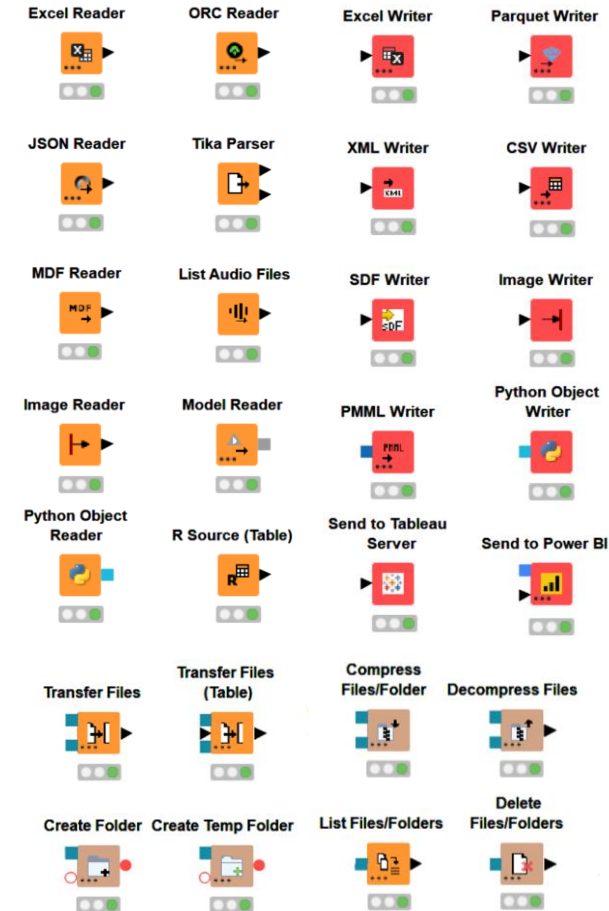 Excel Reader
ORC Reader
Excel Writer
Parquet Writer
X
X
JSON Reader
Tika Parser
XML Writer
CSV Writer
XML
MDF Reader
List Audio Files
SDF Writer
Image Writer
MDF
SDF
Image Reader
Model Reader
PMML Writer
Python Object
Writer
PMML
Python Object
Reader
R Source (Table)
Send to Tableau
Server
Send to Power BI
R
Transfer Files
Transfer Files
(Table)
Compress
Files/Folder
Decompress Files
Create Folder
Create Temp Folder
List Files/Folders
Delete
Files/Folders